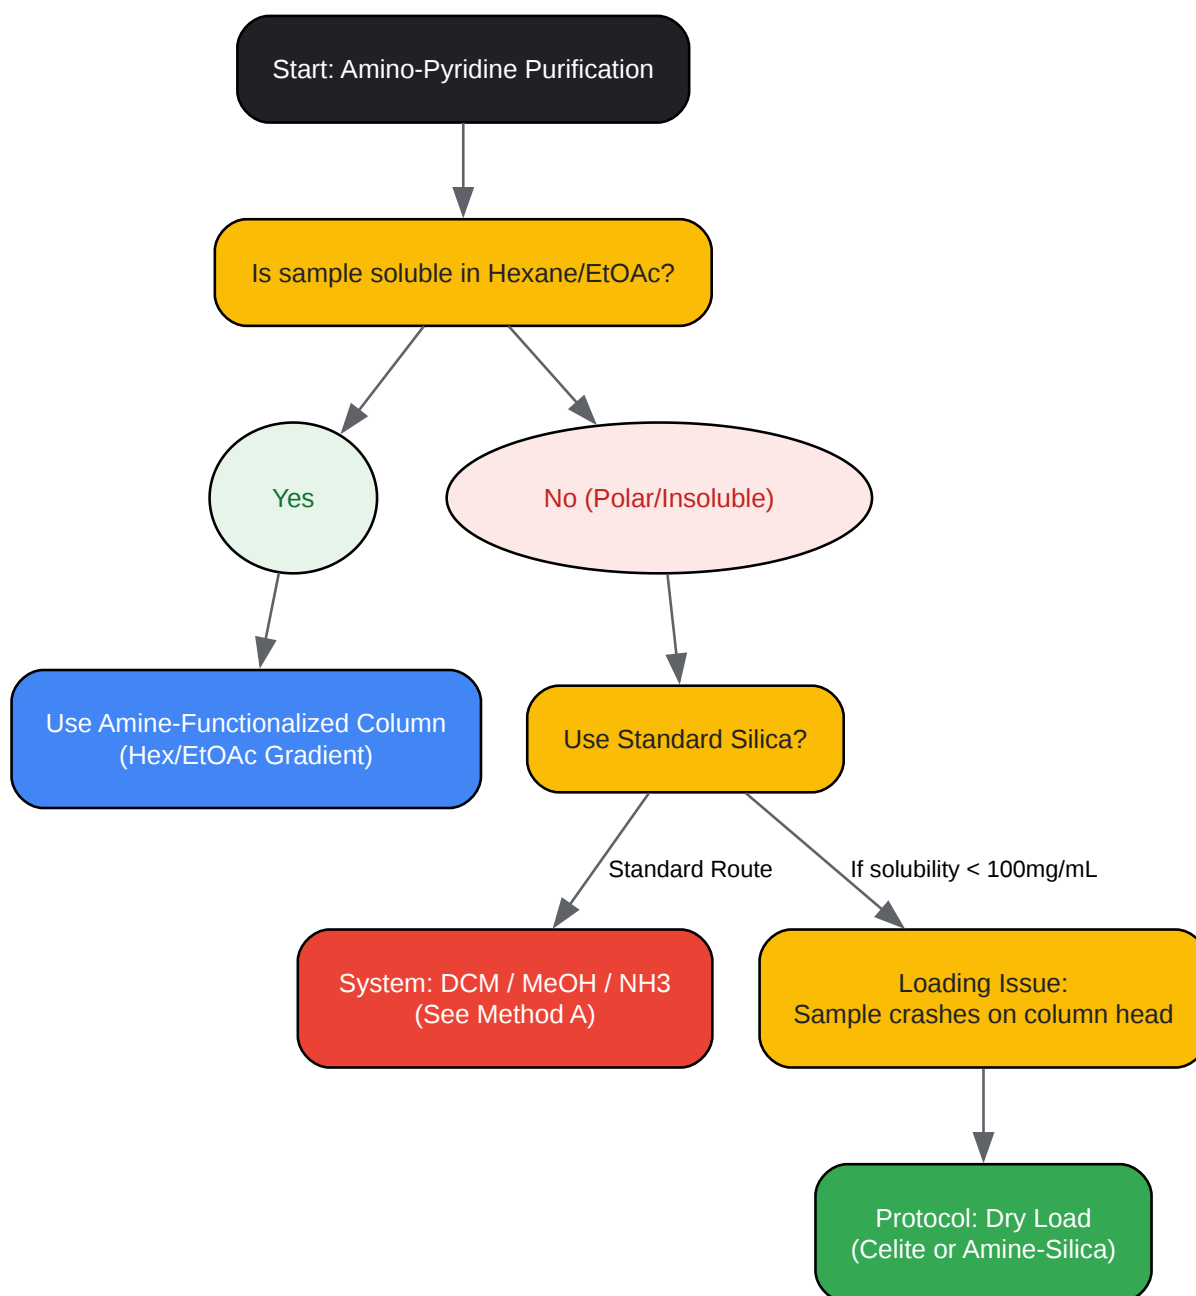 Start: Amino-Pyridine Purification
Is sample soluble in Hexane/EtOAc?
Yes
No (Polar/Insoluble)
Use Amine-Functionalized Column
(Hex/EtOAc Gradient)
Use Standard Silica?
Standard Route
If solubility < 100mg/mL
System: DCM / MeOH / NH3
(See Method A)
Loading Issue:
Sample crashes on column head
Protocol: Dry Load
(Celite or Amine-Silica)